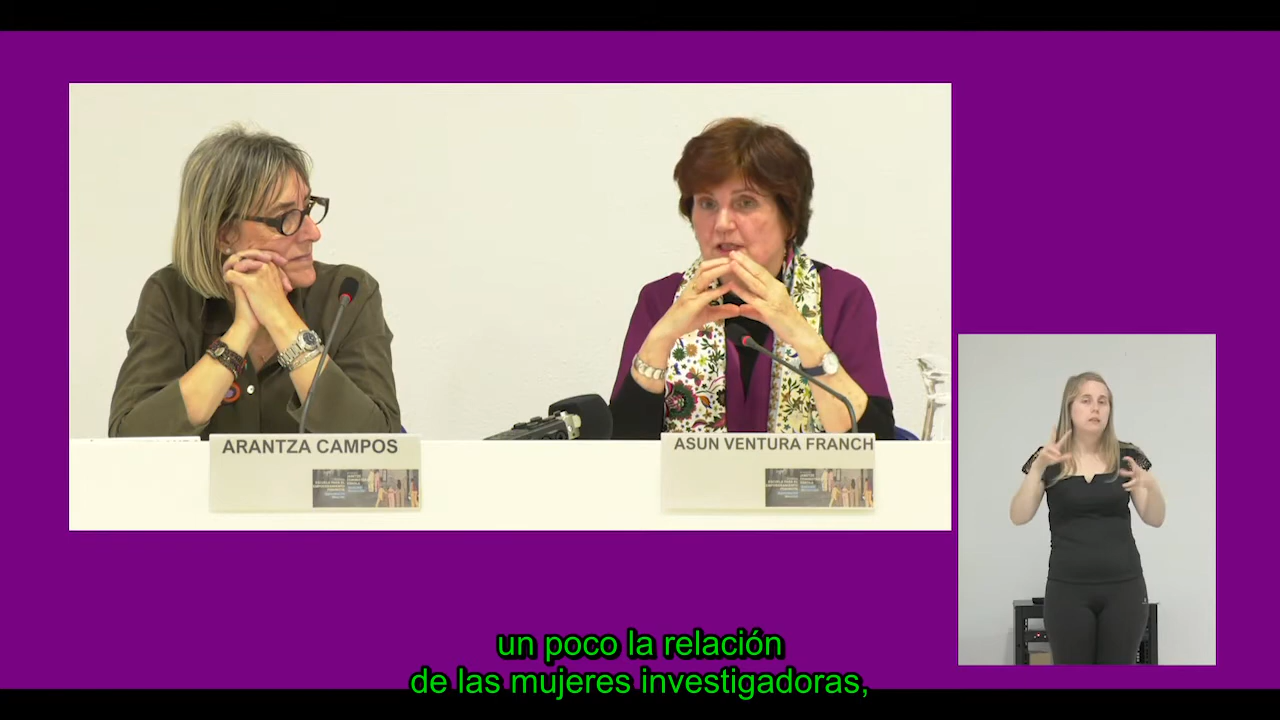 ARANTZA CAMPOS
ASUN VENTURA FRANCH
un poco la relación
de las mujeres investigadoras,